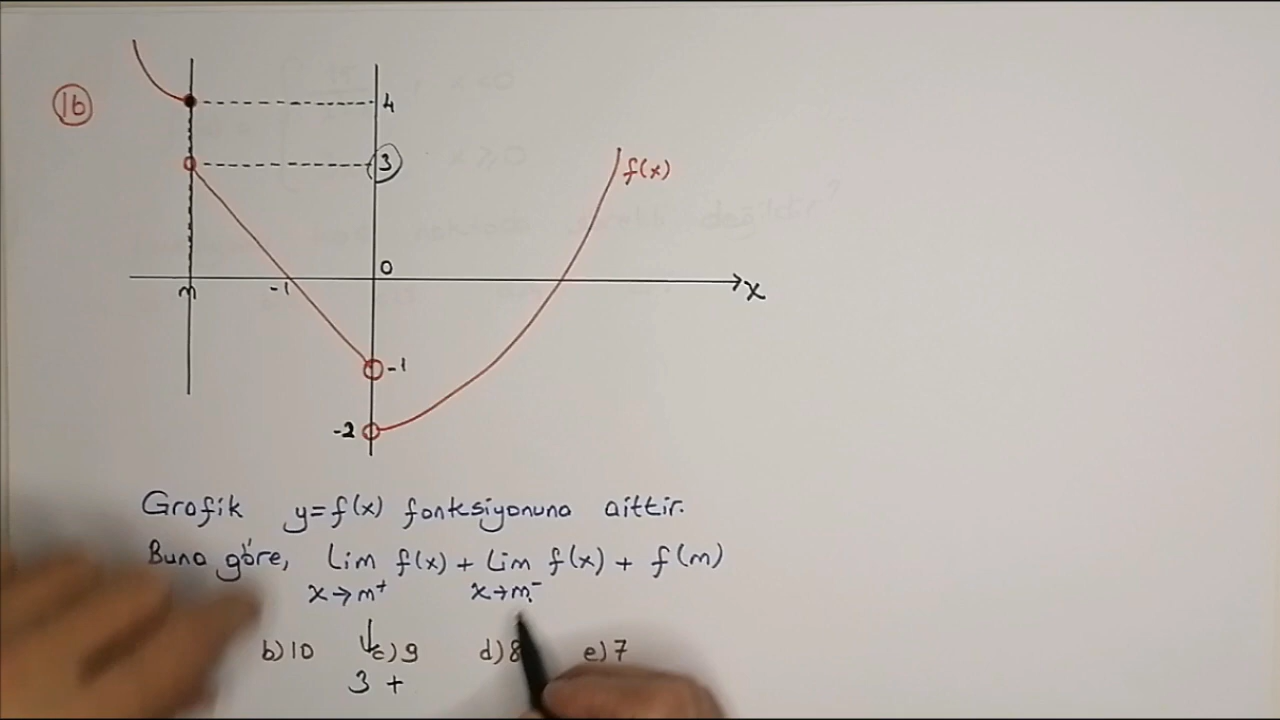 16
4
3
f(x)
0
m
-1
x
-1
-2
Grafik y=f(x) fonksiyonuna aittir.
Buna göre, Lim f(x) + Lim f(x) + f(m)
x→m⁺ x→m⁻
b)10 c)9 d)8 e)7
3 +